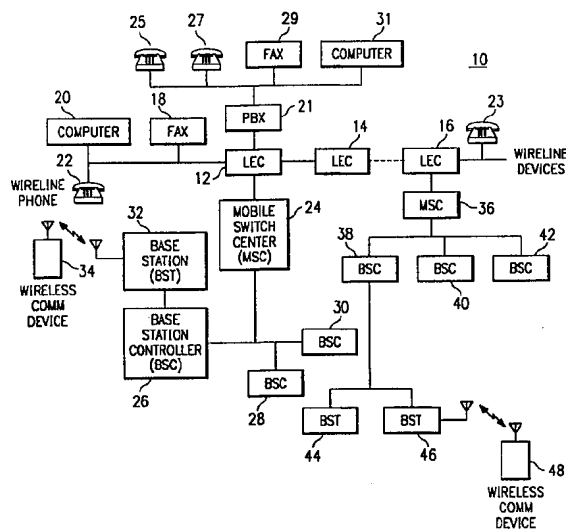 25
27
29
FAX
31
COMPUTER
10
20
COMPUTER
18
FAX
PBX
21
23
22
WIRELINE
PHONE
12
LEC
14
LEC
16
LEC
WIRELINE
DEVICES
MOBILE
SWITCH
CENTER
(MSC)
24
MSC
36
34
WIRELESS
COMM
DEVICE
32
BASE
STATION
(BST)
38
BSC
BSC
40
42
BSC
BASE
STATION
CONTROLLER
(BSC)
26
30
BSC
BSC
28
BST
44
BST
46
48
WIRELESS
COMM
DEVICE